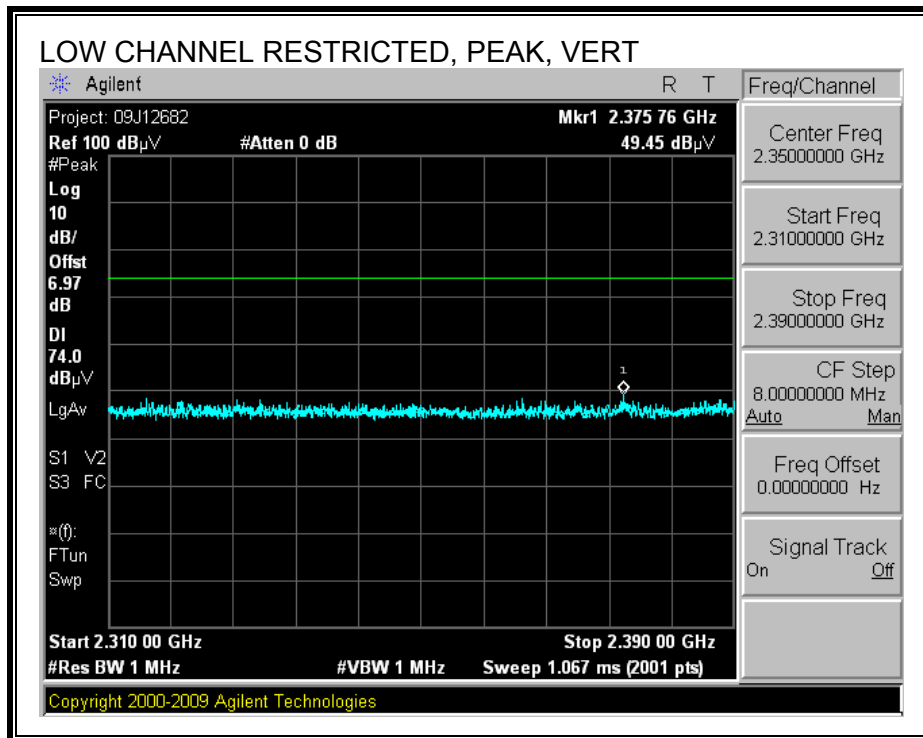 LOW CHANNEL RESTRICTED, PEAK, VERT
Agilent R T
Freq/Channel
Project: 09J12682
Mkr1 2.375 76 GHz
Ref 100 dBµV #Atten 0 dB 49.45 dBµV
#Peak
Log
10
dB/
Offst
6.97
dB
DI
74.0
dBµV
LgAv
S1 V2
S3 FC
¤(f):
FTun
Swp
1
Start 2.310 00 GHz Stop 2.390 00 GHz
#Res BW 1 MHz #VBW 1 MHz Sweep 1.067 ms (2001 pts)
Center Freq
2.35000000 GHz
Start Freq
2.31000000 GHz
Stop Freq
2.39000000 GHz
CF Step
8.00000000 MHz
Auto Man
Freq Offset
0.00000000 Hz
Signal Track
On Off
Copyright 2000-2009 Agilent Technologies